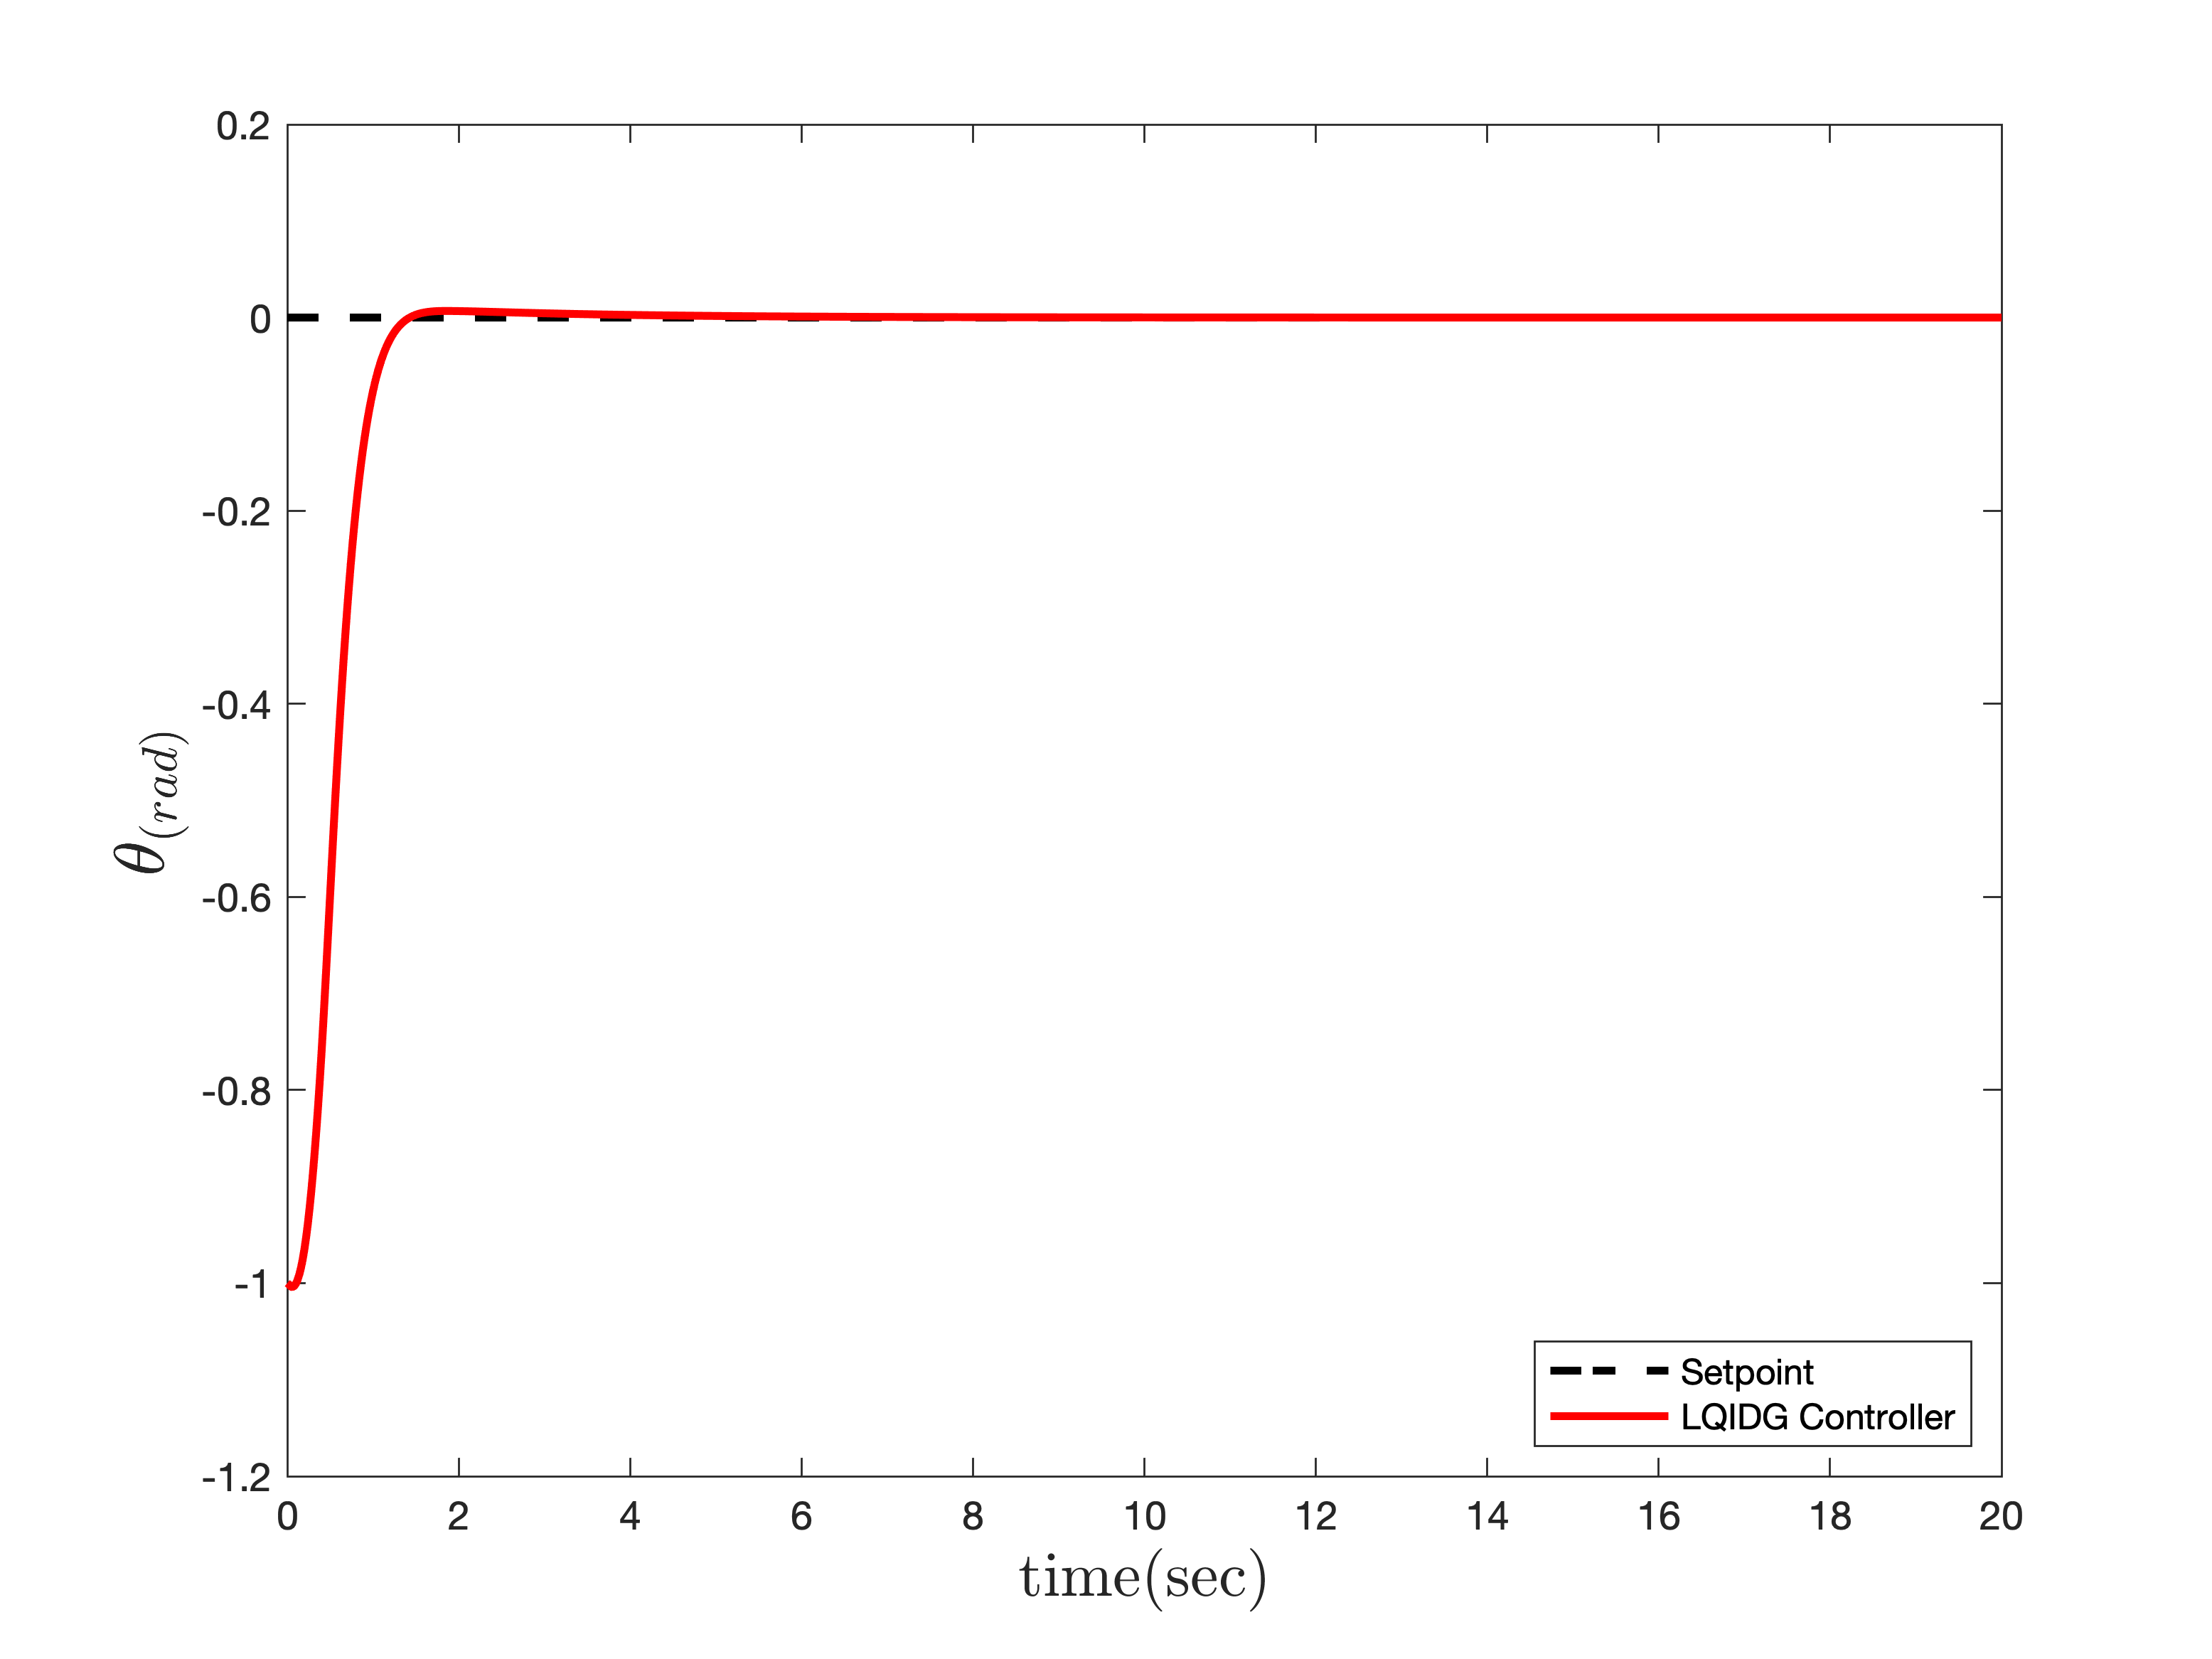 0.2
0
-0.2
-0.4
-0.6
-0.8
-1
-1.2
θ(rad)
0 2 4 6 8 10 12 14 16 18 20
time(sec)
Setpoint
LQIDG Controller